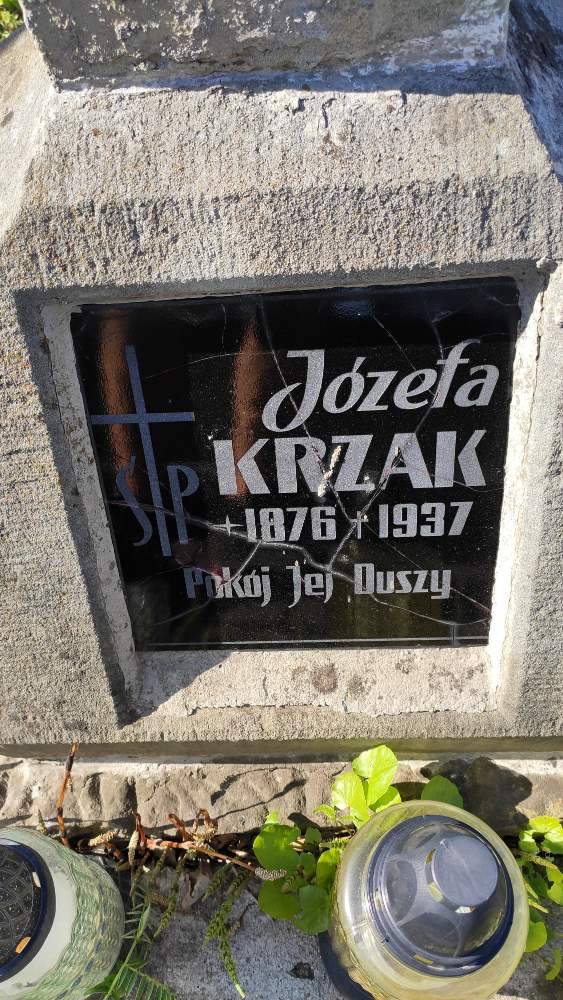 Józefa
KRZAK
ŚP
+1876 +1937
Pokój Jej Duszy